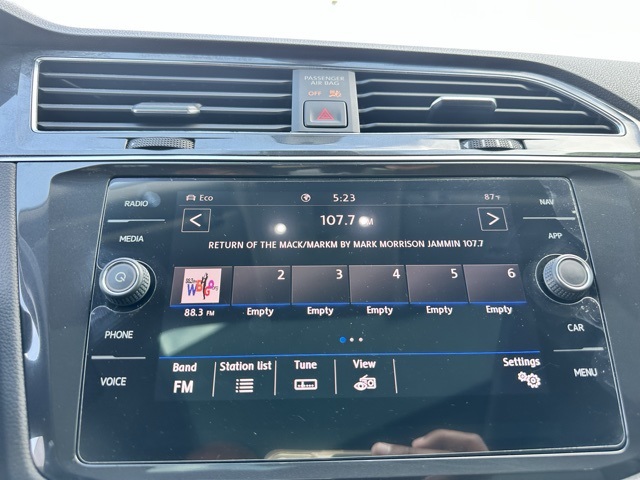 PASSENGER
AIR BAG
OFF
RADIO
Eco
5:23
87°F
NAV
107.7 FM
MEDIA
APP
RETURN OF THE MACK/MARKM BY MARK MORRISON JAMMIN 107.7
2
3
4
5
6
88.3 FM
Empty
Empty
Empty
Empty
Empty
PHONE
CAR
Band
Station list
Tune
View
Settings
FM
VOICE
MENU